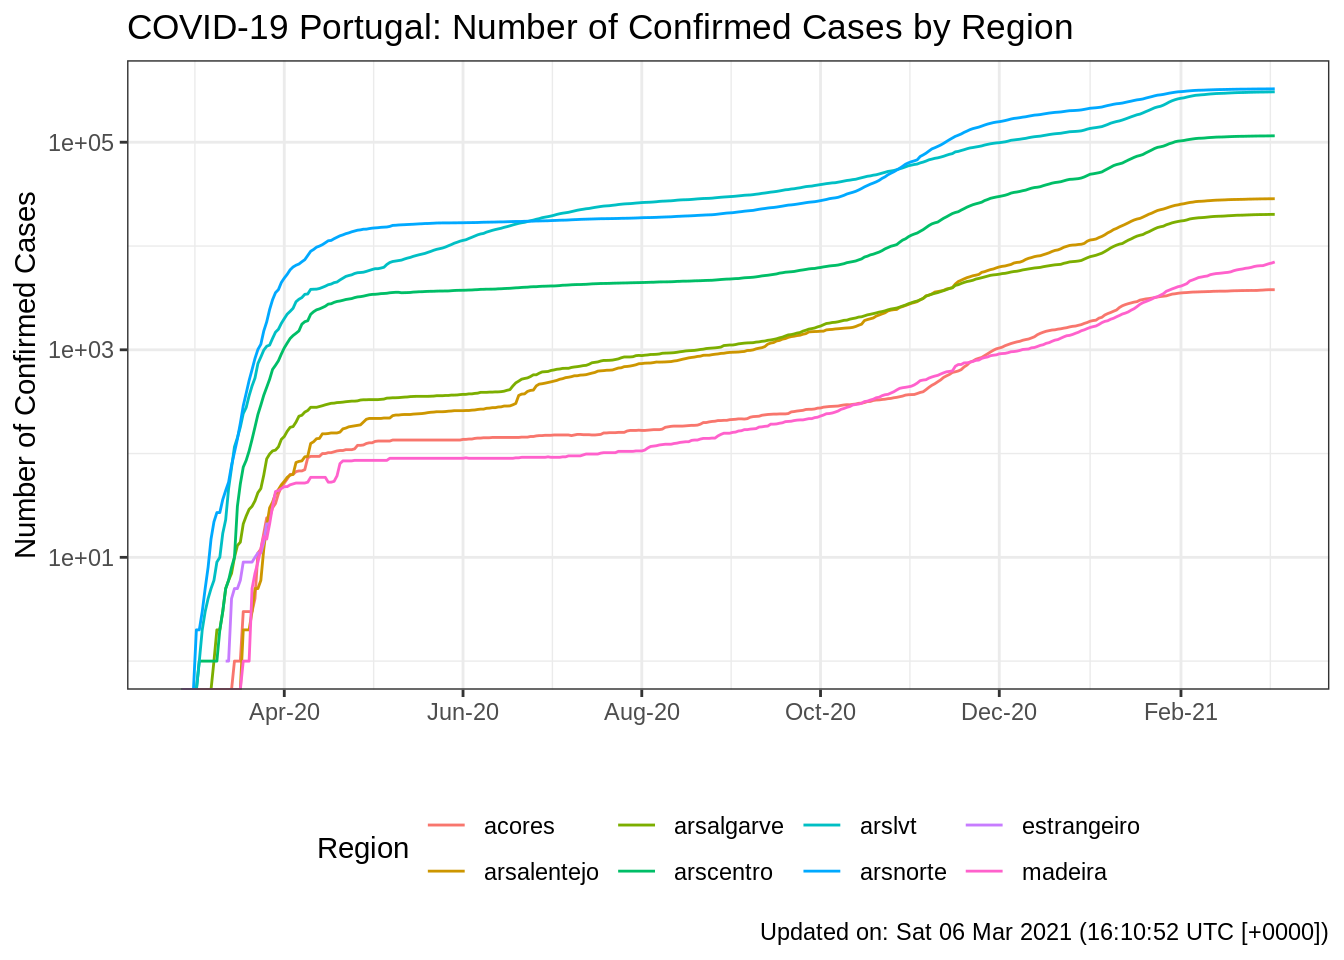 COVID-19 Portugal: Number of Confirmed Cases by Region
Number of Confirmed Cases
1e+05
1e+03
1e+01
Apr-20 Jun-20 Aug-20 Oct-20 Dec-20 Feb-21
Region
acores arsalgarve arslvt estrangeiro
arsalentejo arscentro arsnorte madeira
Updated on: Sat 06 Mar 2021 (16:10:52 UTC [+0000])